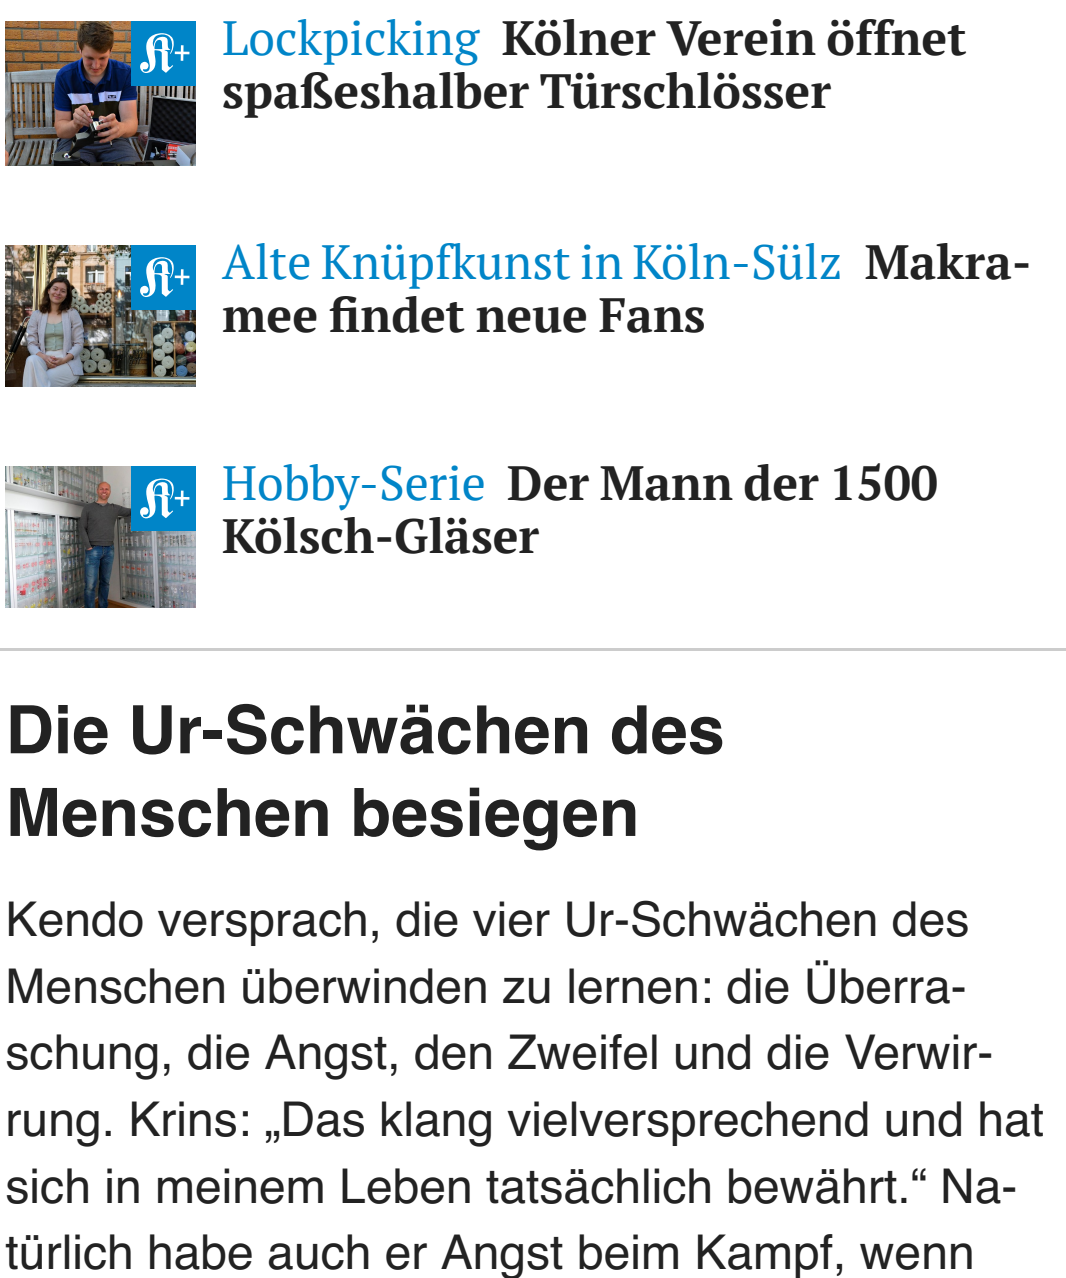 K+
Lockpicking Kölner Verein öffnet
spaßeshalber Türschlösser
K+
Alte Knüpfkunst in Köln-Sülz Makra-
mee findet neue Fans
K+
Hobby-Serie Der Mann der 1500
Kölsch-Gläser
Die Ur-Schwächen des
Menschen besiegen
Kendo versprach, die vier Ur-Schwächen des
Menschen überwinden zu lernen: die Überra-
schung, die Angst, den Zweifel und die Verwir-
rung. Krins: „Das klang vielversprechend und hat
sich in meinem Leben tatsächlich bewährt.“ Na-
türlich habe auch er Angst beim Kampf, wenn